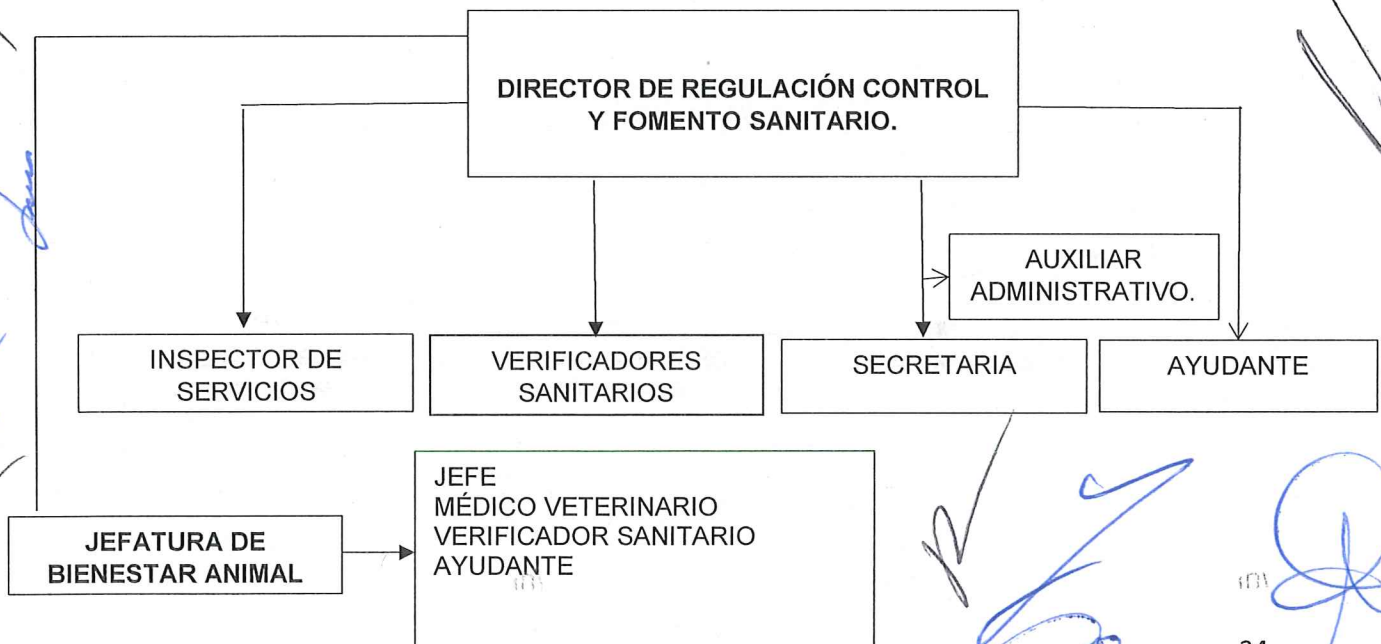 DIRECTOR DE REGULACIÓN CONTROL
Y FOMENTO SANITARIO.
AUXILIAR
ADMINISTRATIVO.
INSPECTOR DE
SERVICIOS
VERIFICADORES
SANITARIOS
SECRETARIA
AYUDANTE
JEFATURA DE
BIENESTAR ANIMAL
JEFE
MÉDICO VETERINARIO
VERIFICADOR SANITARIO
AYUDANTE